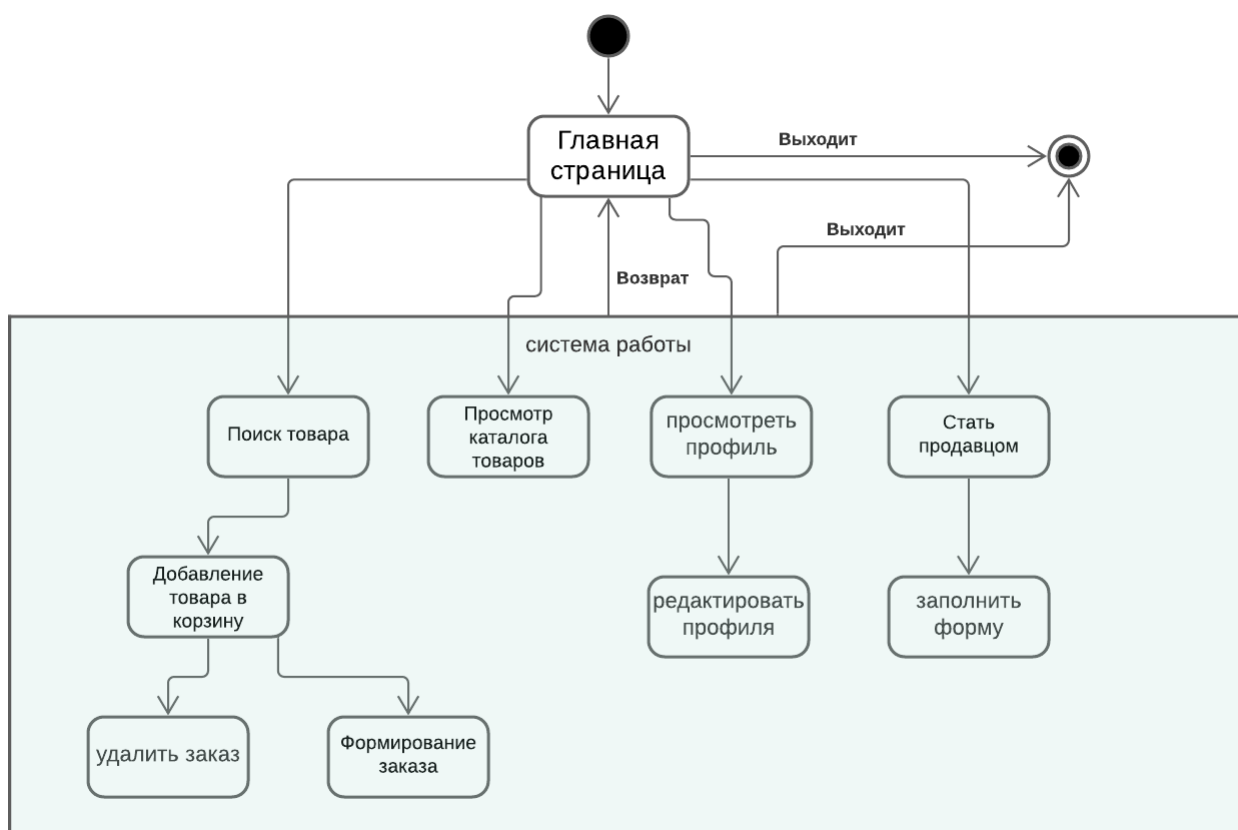 Главная
страница
Выходит
Выходит
Возврат
система работы
Поиск товара
Просмотр
каталога
товаров
просмотреть
профиль
Стать
продавцом
Добавление
товара в
корзину
редактировать
профиля
заполнить
форму
удалить заказ
Формирование
заказа